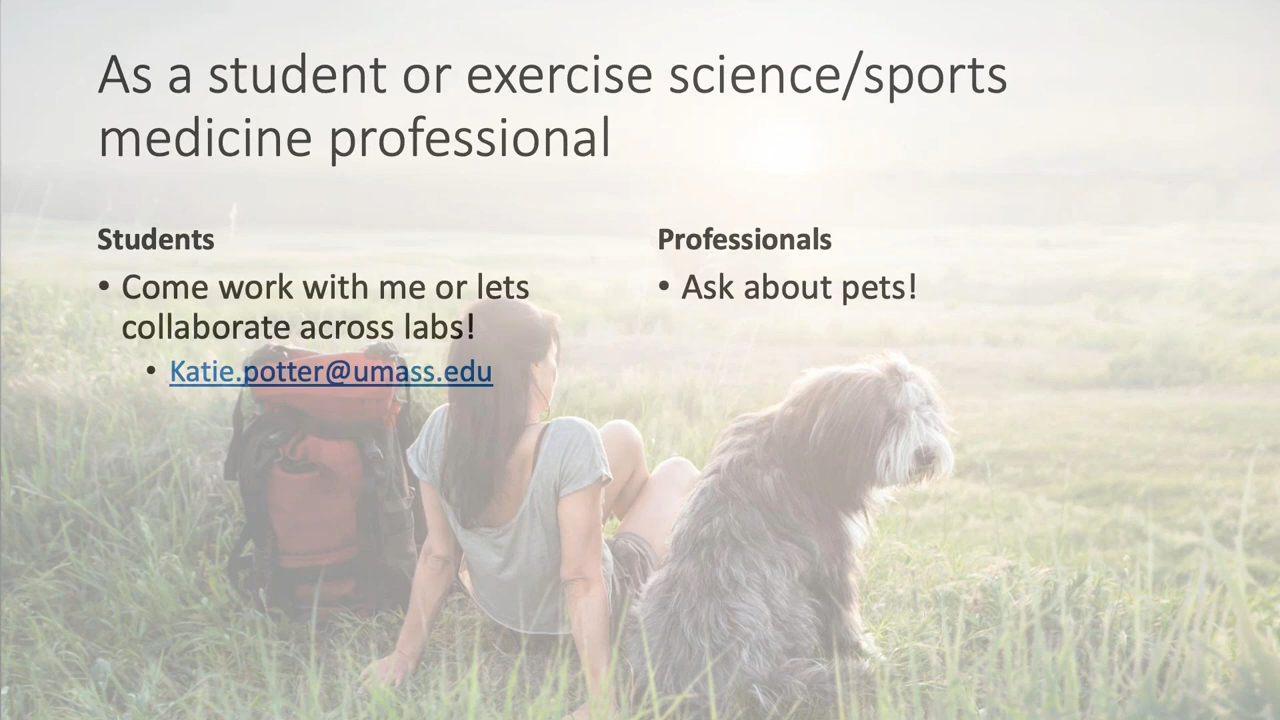 As a student or exercise science/sports
medicine professional
Students
• Come work with me or lets
collaborate across labs!
• Katie.potter@umass.edu
Professionals
• Ask about pets!